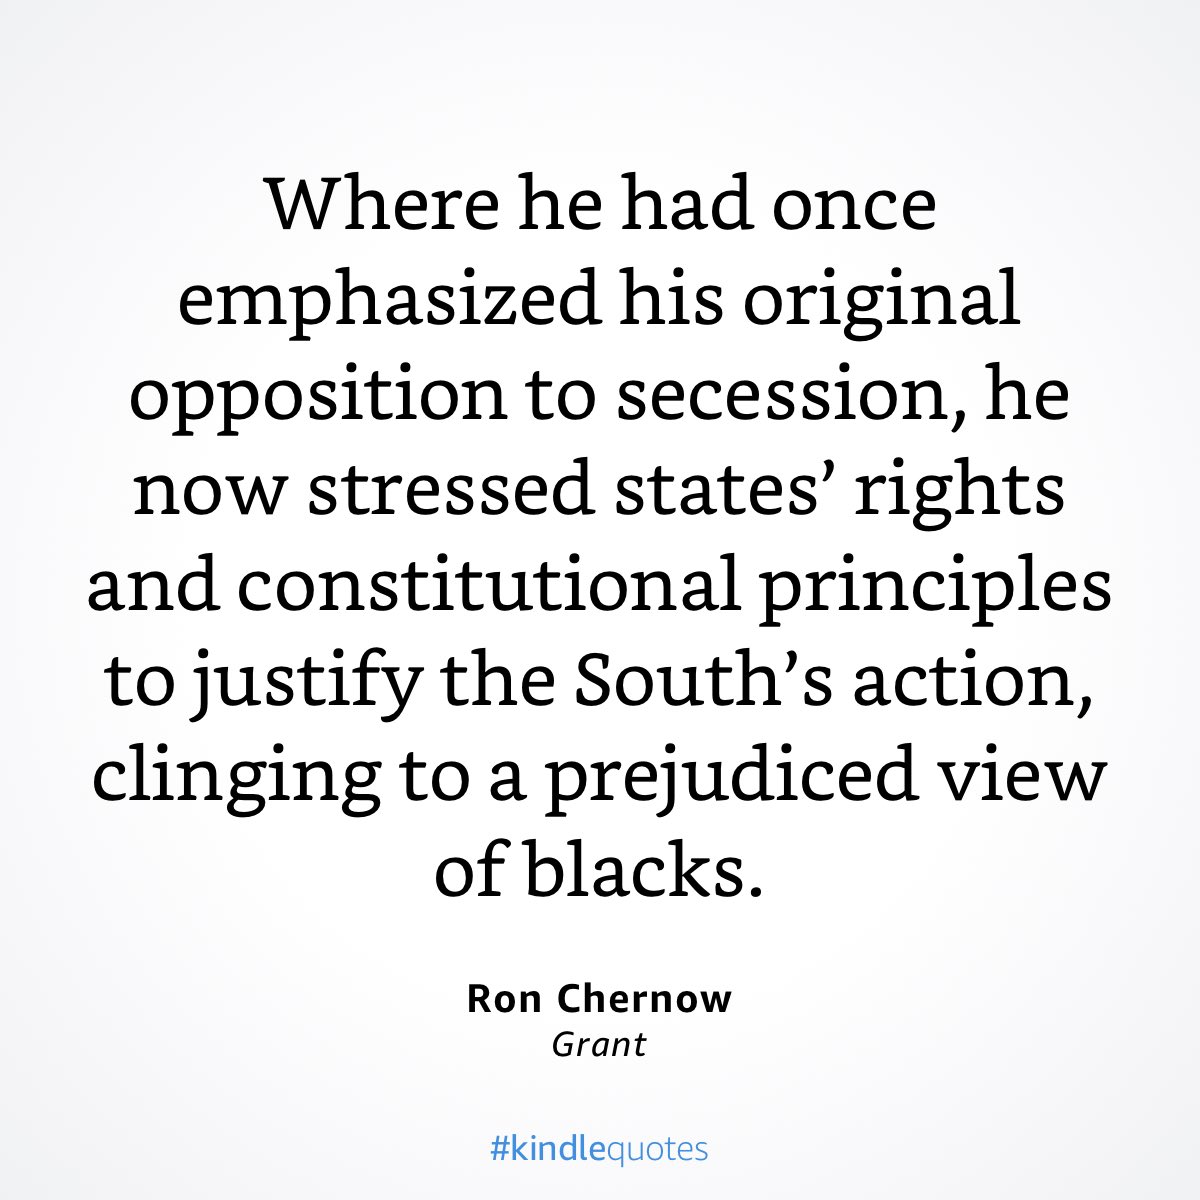 Where he had once
emphasized his original
opposition to secession, he
now stressed states’ rights
and constitutional principles
to justify the South’s action,
clinging to a prejudiced view
of blacks.
Ron Chernow
Grant
#kindlequotes